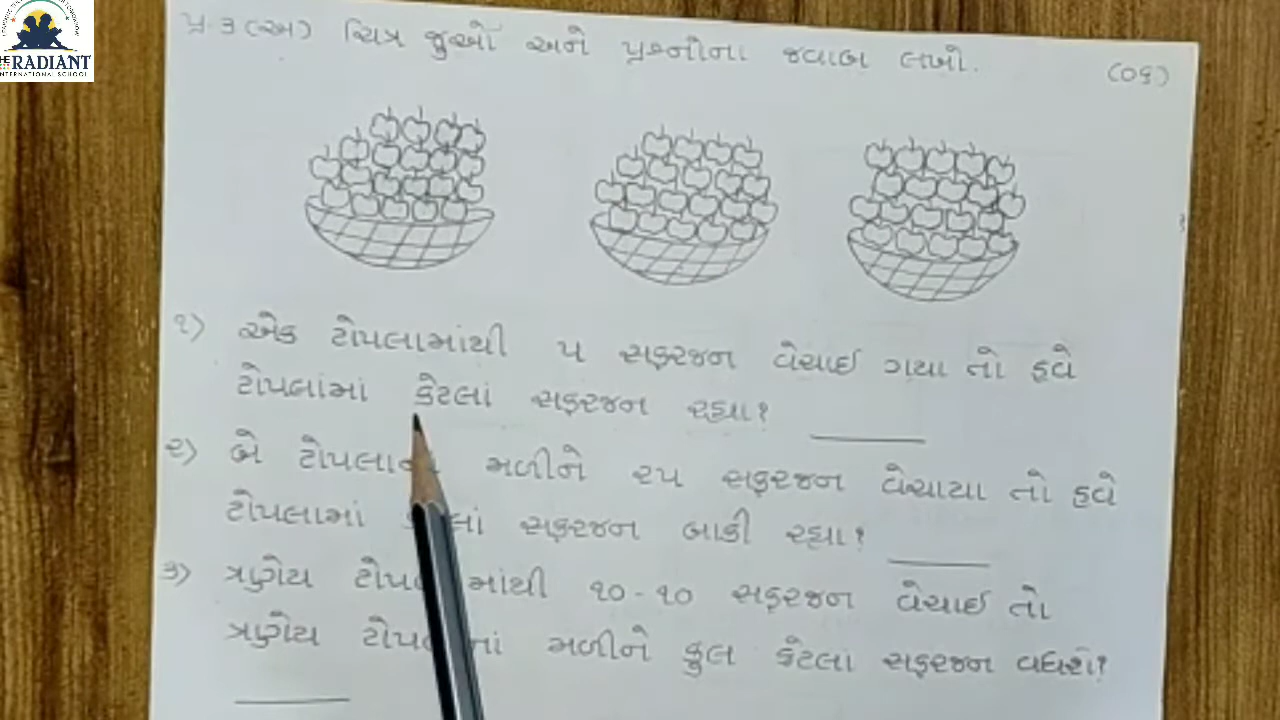 THE RADIANT
INTERNATIONAL SCHOOL
પ્ર.૩ (અ) ચિત્ર જુઓ અને પ્રશ્નોના જવાબ લખો. (૦૬)
૧) એક ટોપલામાંથી ૫ સફરજન વેચાઈ ગયા તો હવે
ટોપલાંમાં કેટલાં સફરજન રહ્યા?
૨) બે ટોપલાના મળીને ૨૫ સફરજન વેચાયા તો હવે
ટોપલામાં સફરજન બાકી રહ્યા?
૩) ત્રણેય ટોપલામાંથી ૧૦-૧૦ સફરજન વેચાઈ તો
ત્રણેય મળીને કુલ કેટલાં સફરજન વધશે?